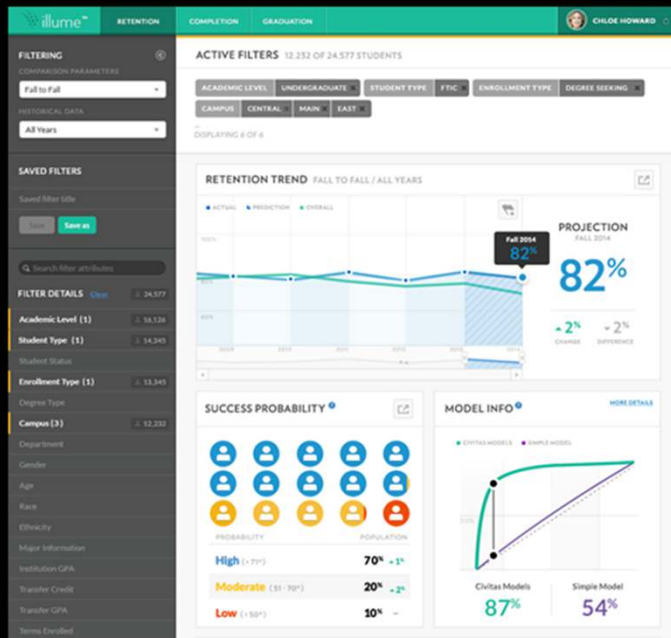 illume™
RETENTION
COMPLETION
GRADUATION
CHLOE HOWARD
FILTERING
COMPARISON PARAMETERS
Fall to Fall
HISTORICAL DATA
All Years
SAVED FILTERS
Saved filter title
Save
Save as
Search filter attributes
FILTER DETAILS Clear 24,577
Academic Level (1) 16,126
Student Type (1) 14,345
Student Status
Enrollment Type (1) 13,345
Degree Type
Campus (3) 12,232
Department
Gender
Age
Race
Ethnicity
Major Information
Institution GPA
Transfer Credit
Transfer GPA
Terms Enrolled
ACTIVE FILTERS 12,232 OF 24,577 STUDENTS
ACADEMIC LEVEL UNDERGRADUATE × STUDENT TYPE FTIC × ENROLLMENT TYPE DEGREE SEEKING ×
CAMPUS CENTRAL × MAIN × EAST ×
DISPLAYING 6 OF 6
RETENTION TREND FALL TO FALL / ALL YEARS
ACTUAL PREDICTION OVERALL
100%
Fall 2014
82%
PROJECTION
FALL 2014
82%
2%
CHANGE
2%
DIFFERENCE
SUCCESS PROBABILITY
PROBABILITY POPULATION
High (>71%) 70% 1%
Moderate (51 - 70%) 20% 2%
Low (<50%) 10% –
MODEL INFO
MORE DETAILS
CIVITAS MODELS SIMPLE MODEL
Civitas Models
87%
Simple Model
54%